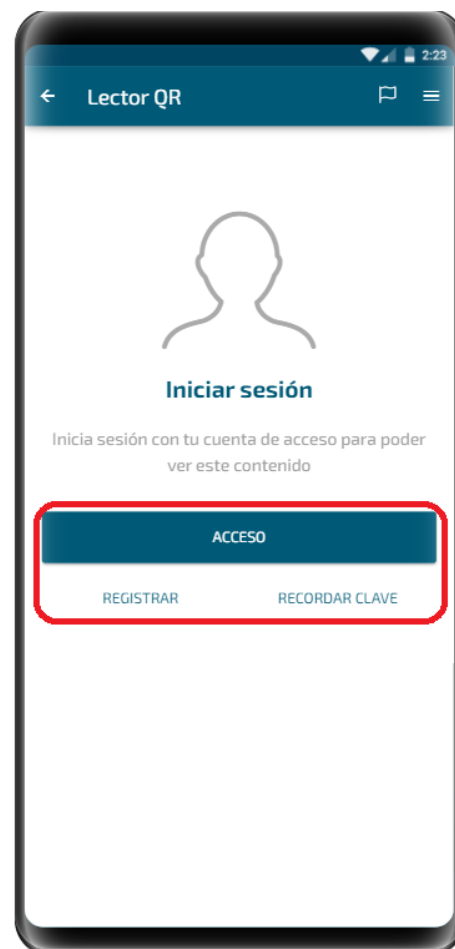 2:23
Lector QR
Iniciar sesión
Inicia sesión con tu cuenta de acceso para poder
ver este contenido
ACCESO
REGISTRAR RECORDAR CLAVE